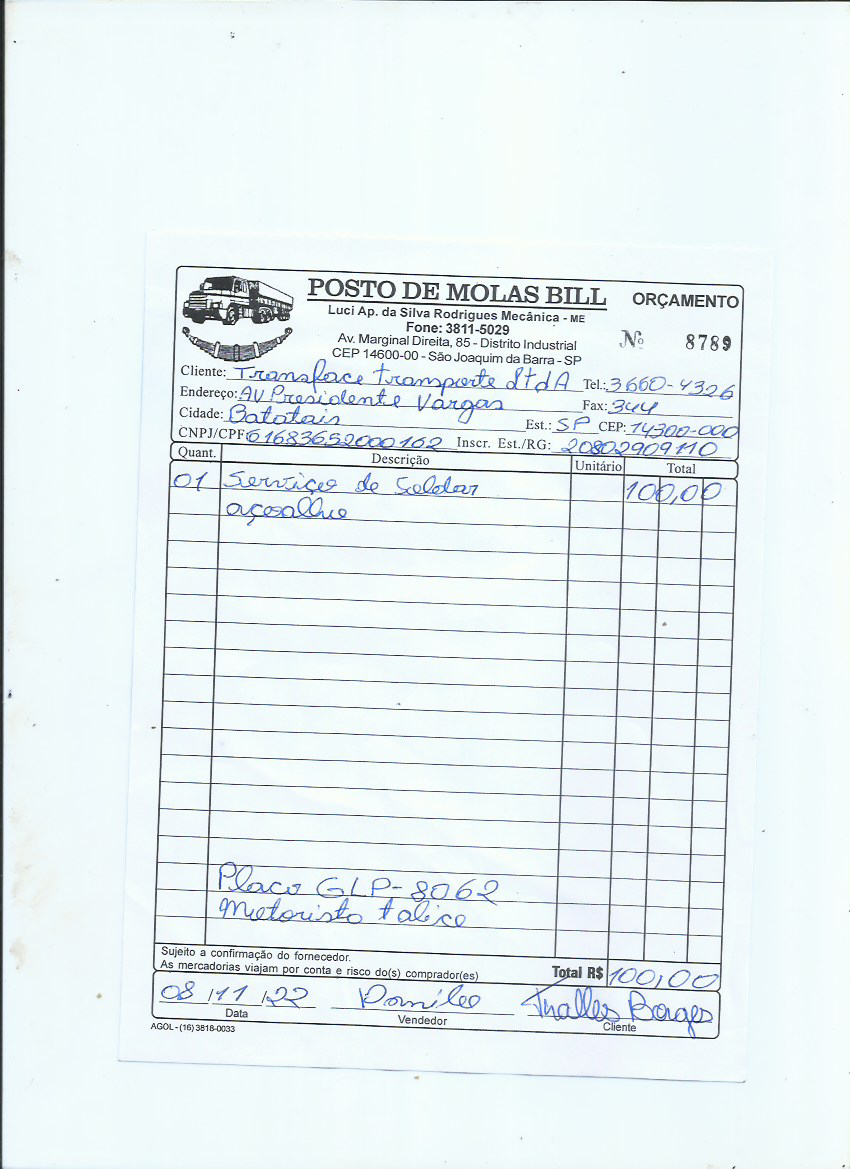 POSTO DE MOLAS BILL
ORÇAMENTO
Luci Ap. da Silva Rodrigues Mecânica - ME
Fone: 3811-5029
Av. Marginal Direita, 85 - Distrito Industrial
CEP 14600-00 - São Joaquim da Barra - SP
Nº 8789
Cliente: Transface transporte LtdA Tel.: 3660-4326
Endereço: AV Presidente Vargas Fax: 344
Cidade: Batatais Est.: SP CEP: 14300-000
CNPJ/CPF 61683652000162 Inscr. Est./RG: 20802909110
Quant. Descrição Unitário Total
01 Serviços de Soldar 100,00
açoalhe
Placa GLP-8062
Motorista
Sujeito a confirmação do fornecedor.
As mercadorias viajam por conta e risco do(s) comprador(es)
Total R$ 100,00
08/11/22 Danilo Thalles Borges
Data Vendedor Cliente
AGOL - (16) 3818-0033